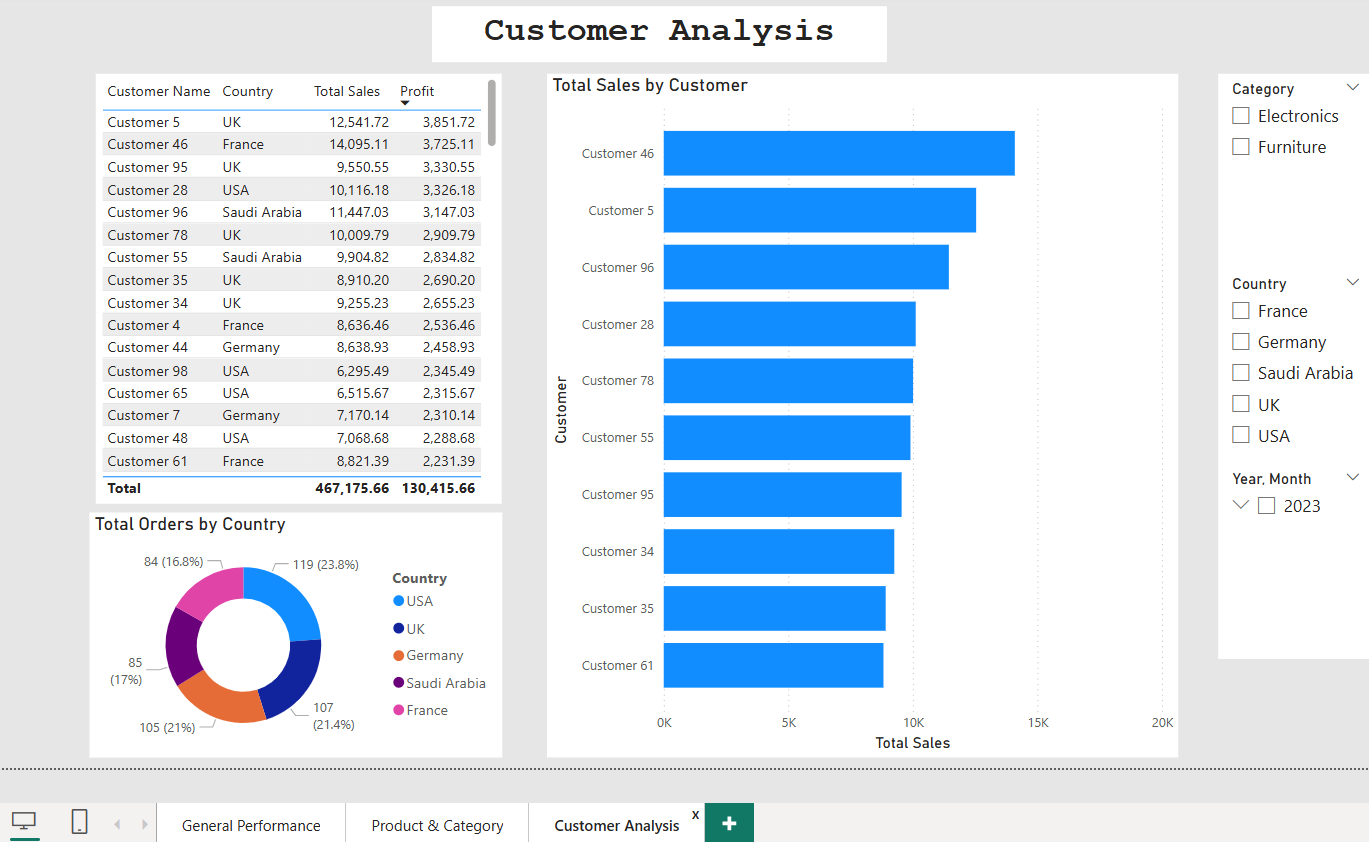 Customer Analysis
Customer Name Country Total Sales Profit
Customer 5 UK 12,541.72 3,851.72
Customer 46 France 14,095.11 3,725.11
Customer 95 UK 9,550.55 3,330.55
Customer 28 USA 10,116.18 3,326.18
Customer 96 Saudi Arabia 11,447.03 3,147.03
Customer 78 UK 10,009.79 2,909.79
Customer 55 Saudi Arabia 9,904.82 2,834.82
Customer 35 UK 8,910.20 2,690.20
Customer 34 UK 9,255.23 2,655.23
Customer 4 France 8,636.46 2,536.46
Customer 44 Germany 8,638.93 2,458.93
Customer 98 USA 6,295.49 2,345.49
Customer 65 USA 6,515.67 2,315.67
Customer 7 Germany 7,170.14 2,310.14
Customer 48 USA 7,068.68 2,288.68
Customer 61 France 8,821.39 2,231.39
Total 467,175.66 130,415.66
Total Orders by Country
84 (16.8%)
119 (23.8%)
85
(17%)
105 (21%)
107
(21.4%)
Country
USA
UK
Germany
Saudi Arabia
France
Total Sales by Customer
Customer
Customer 46
Customer 5
Customer 96
Customer 28
Customer 78
Customer 55
Customer 95
Customer 34
Customer 35
Customer 61
0K 5K 10K 15K 20K
Total Sales
Category
Electronics
Furniture
Country
France
Germany
Saudi Arabia
UK
USA
Year, Month
2023
General Performance Product & Category Customer Analysis x +